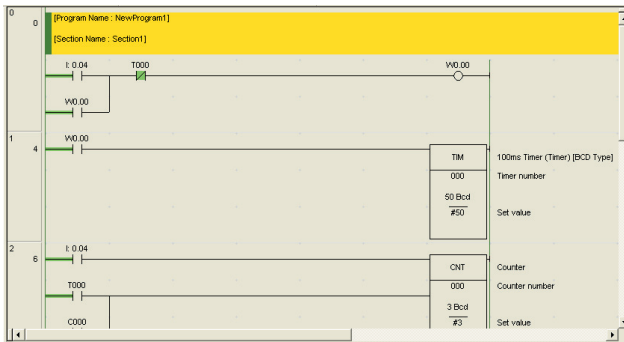 0
0
[Program Name : NewProgram1]
[Section Name : Section1]
I: 0.04 T000 W0.00
W0.00
1
4
W0.00
TIM 100ms Timer (Timer) [BCD Type]
000 Timer number
50 Bcd
#50 Set value
2
6
I: 0.04
CNT Counter
T000 000 Counter number
3 Bcd
C000 #3 Set value